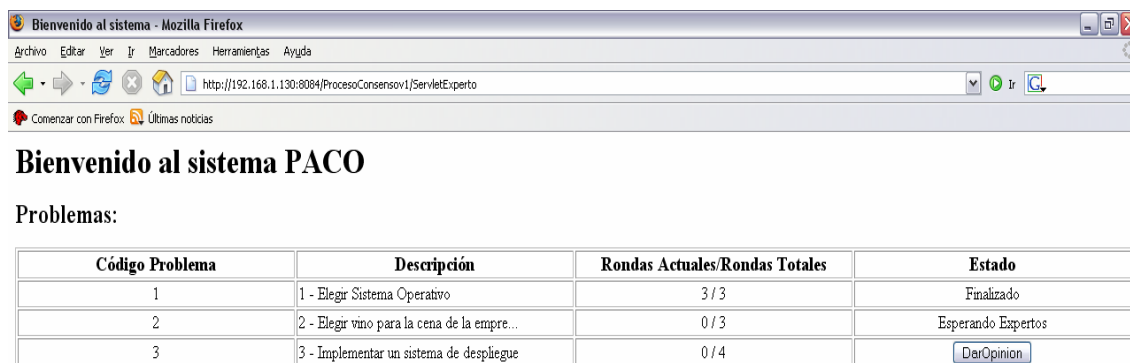 Bienvenido al sistema - Mozilla Firefox
Archivo Editar Ver Ir Marcadores Herramientas Ayuda
http://192.168.1.130:8084/ProcesoConsensov1/ServletExperto Ir G
Comenzar con Firefox Últimas noticias
Bienvenido al sistema PACO
Problemas:
Código Problema Descripción Rondas Actuales/Rondas Totales Estado
1 1 - Elegir Sistema Operativo 3 / 3 Finalizado
2 2 - Elegir vino para la cena de la empre... 0 / 3 Esperando Expertos
3 3 - Implementar un sistema de despliegue 0 / 4 DarOpinion